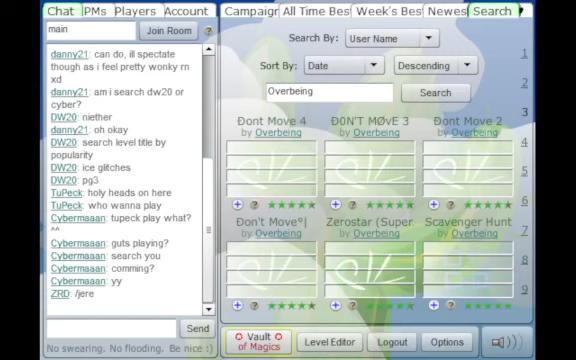 Chat PMs Players Account
main
Join Room
?
danny21: can do, ill spectate
though as i feel pretty wonky rn
xd
danny21: am i search dw20 or
cyber?
DW20: niether
danny21: oh okay
DW20: search level title by
popularity
DW20: ice glitches
DW20: pg3
TuPeck: holy heads on here
TuPeck: who wanna play
Cybermaaan: tupeck play what?
^^
Cybermaaan: guts playing?
Cybermaaan: search you
Cybermaaan: comming?
Cybermaaan: yy
ZRD: /jere
Send
No swearing. No flooding. Be nice :)
Campaign All Time Bes Week's Bes Newes Search
Search By: User Name
Sort By: Date Descending
Overbeing
Search
Ðont Move 4
by Overbeing
Ð0N'T MØvE 3
by Overbeing
Ðont Move 2
by Overbeing
Ðon't Move°|
by Overbeing
Zerostar (Super.
by Overbeing
Scavenger Hunt
by Overbeing
1
2
3
4
5
6
7
8
9
Vault
of Magics
Level Editor
Logout
Options